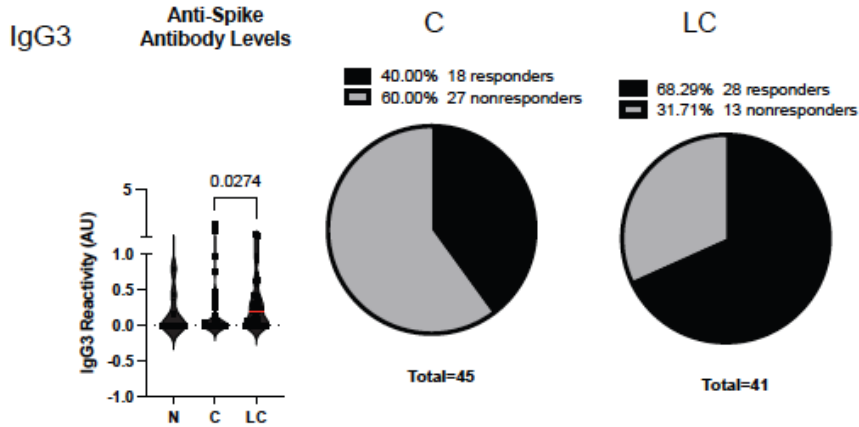 IgG3
Anti-Spike
Antibody Levels
C
LC
40.00% 18 responders
60.00% 27 nonresponders
68.29% 28 responders
31.71% 13 nonresponders
0.0274
IgG3 Reactivity (AU)
5
1.0
0.5
0.0
-0.5
-1.0
N C LC
Total=45
Total=41